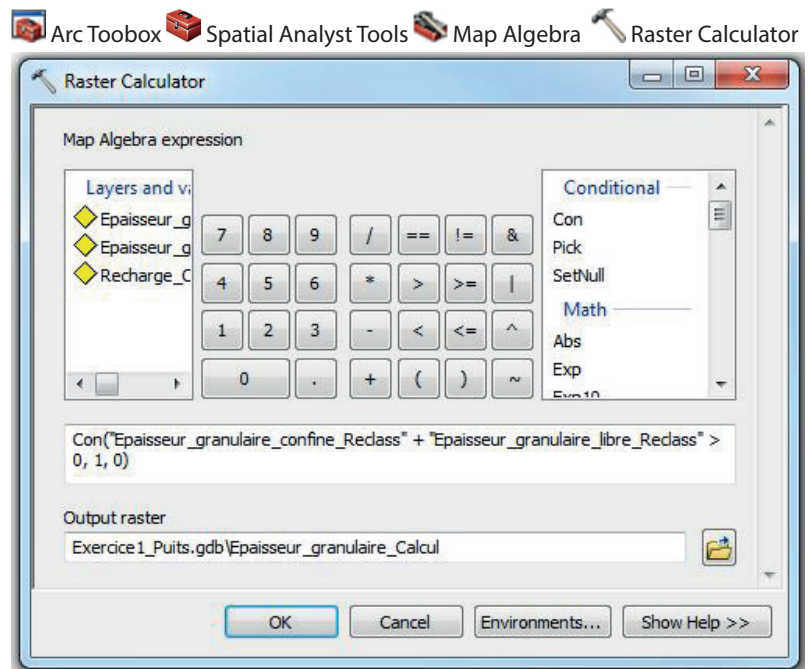 Arc Toobox Spatial Analyst Tools Map Algebra Raster Calculator
Raster Calculator
Map Algebra expression
Layers and va
Epaisseur_g
Epaisseur_g
Recharge_C
7 8 9 / == != &
4 5 6 * > >= |
1 2 3 - < <= ^
0 . + ( ) ~
Conditional
Con
Pick
SetNull
Math
Abs
Exp
Exp10
Con("Epaisseur_granulaire_confine_Reclass" + "Epaisseur_granulaire_libre_Reclass" >
0, 1, 0)
Output raster
Exercice1_Puits.gdb\Epaisseur_granulaire_Calcul
OK Cancel Environments... Show Help >>